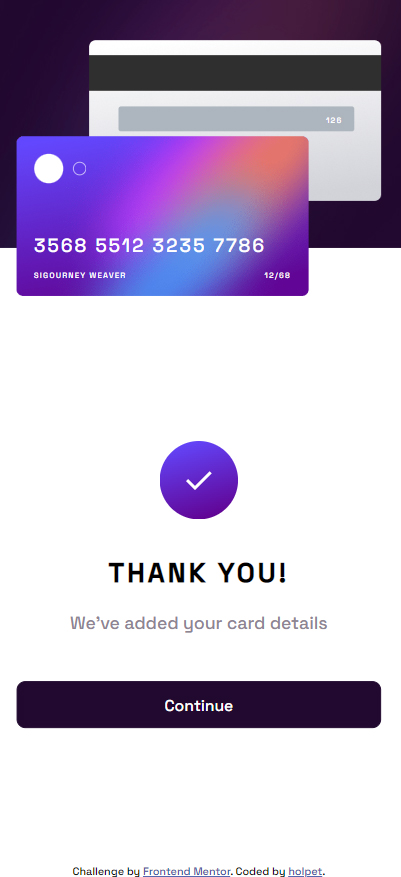 126
3568 5512 3235 7786
SIGOURNEY WEAVER 12/68
THANK YOU!
We've added your card details
Continue
Challenge by Frontend Mentor. Coded by holpet.